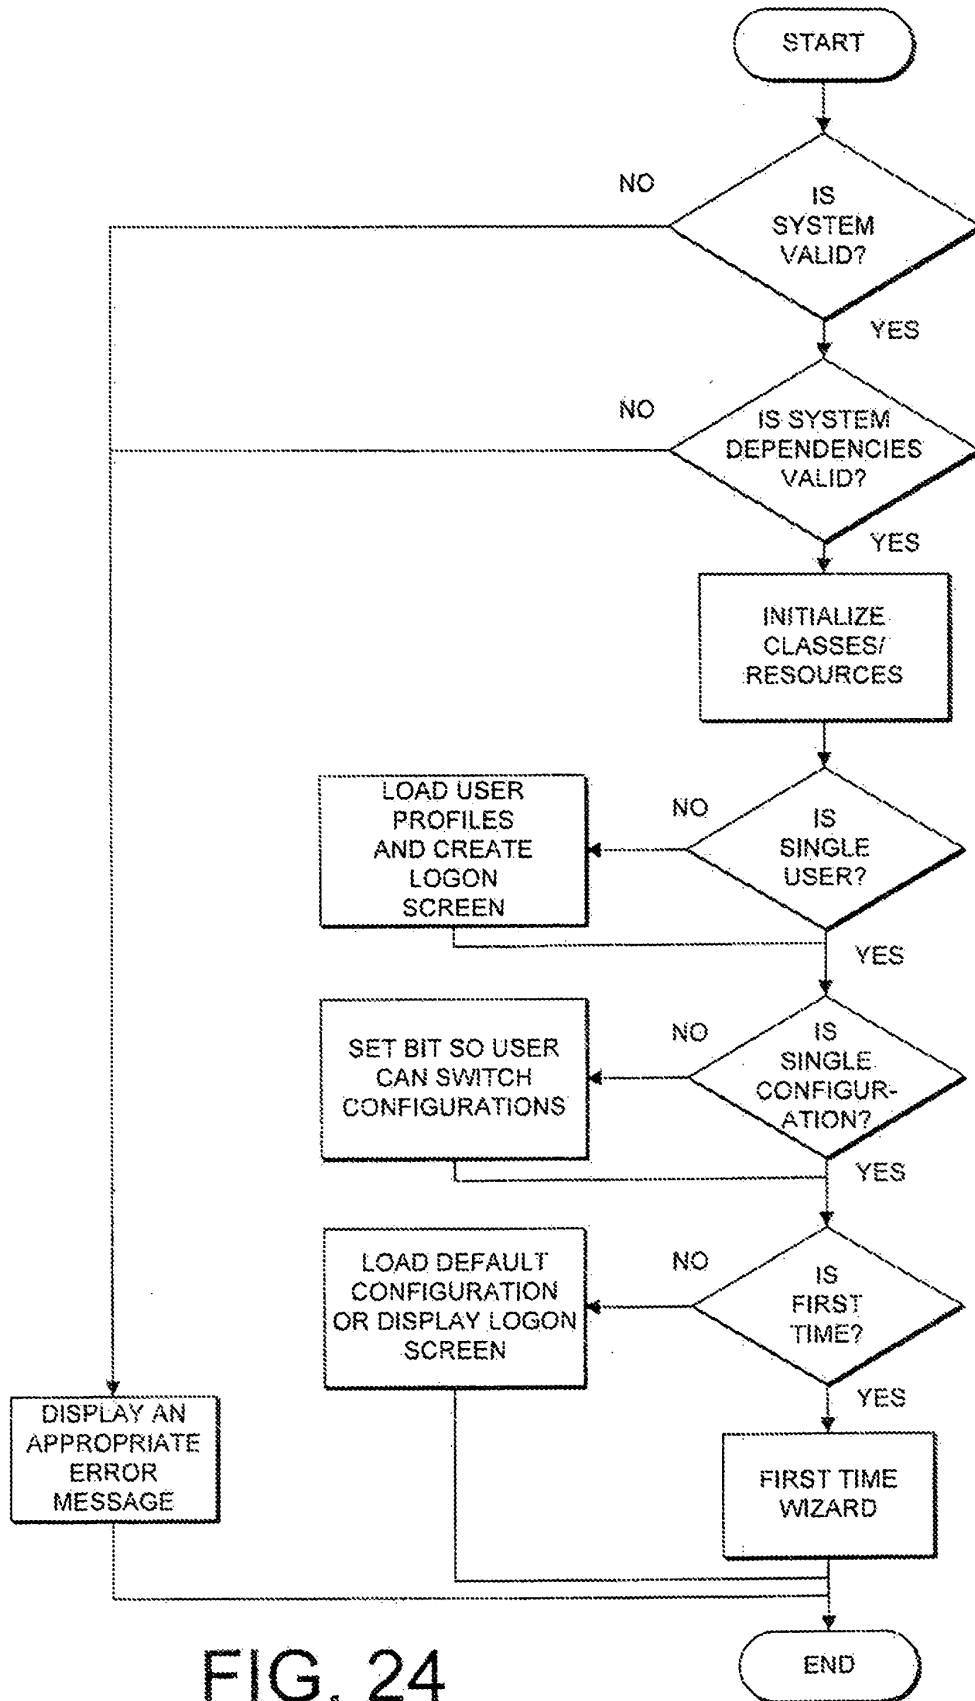 START
NO
IS
SYSTEM
VALID?
YES
NO
IS SYSTEM
DEPENDENCIES
VALID?
YES
INITIALIZE
CLASSES/
RESOURCES
LOAD USER
PROFILES
AND CREATE
LOGON
SCREEN
NO
IS
SINGLE
USER?
YES
SET BIT SO USER
CAN SWITCH
CONFIGURATIONS
NO
IS
SINGLE
CONFIGUR-
ATION?
YES
LOAD DEFAULT
CONFIGURATION
OR DISPLAY LOGON
SCREEN
NO
IS
FIRST
TIME?
YES
DISPLAY AN
APPROPRIATE
ERROR
MESSAGE
FIRST TIME
WIZARD
END
FIG. 24